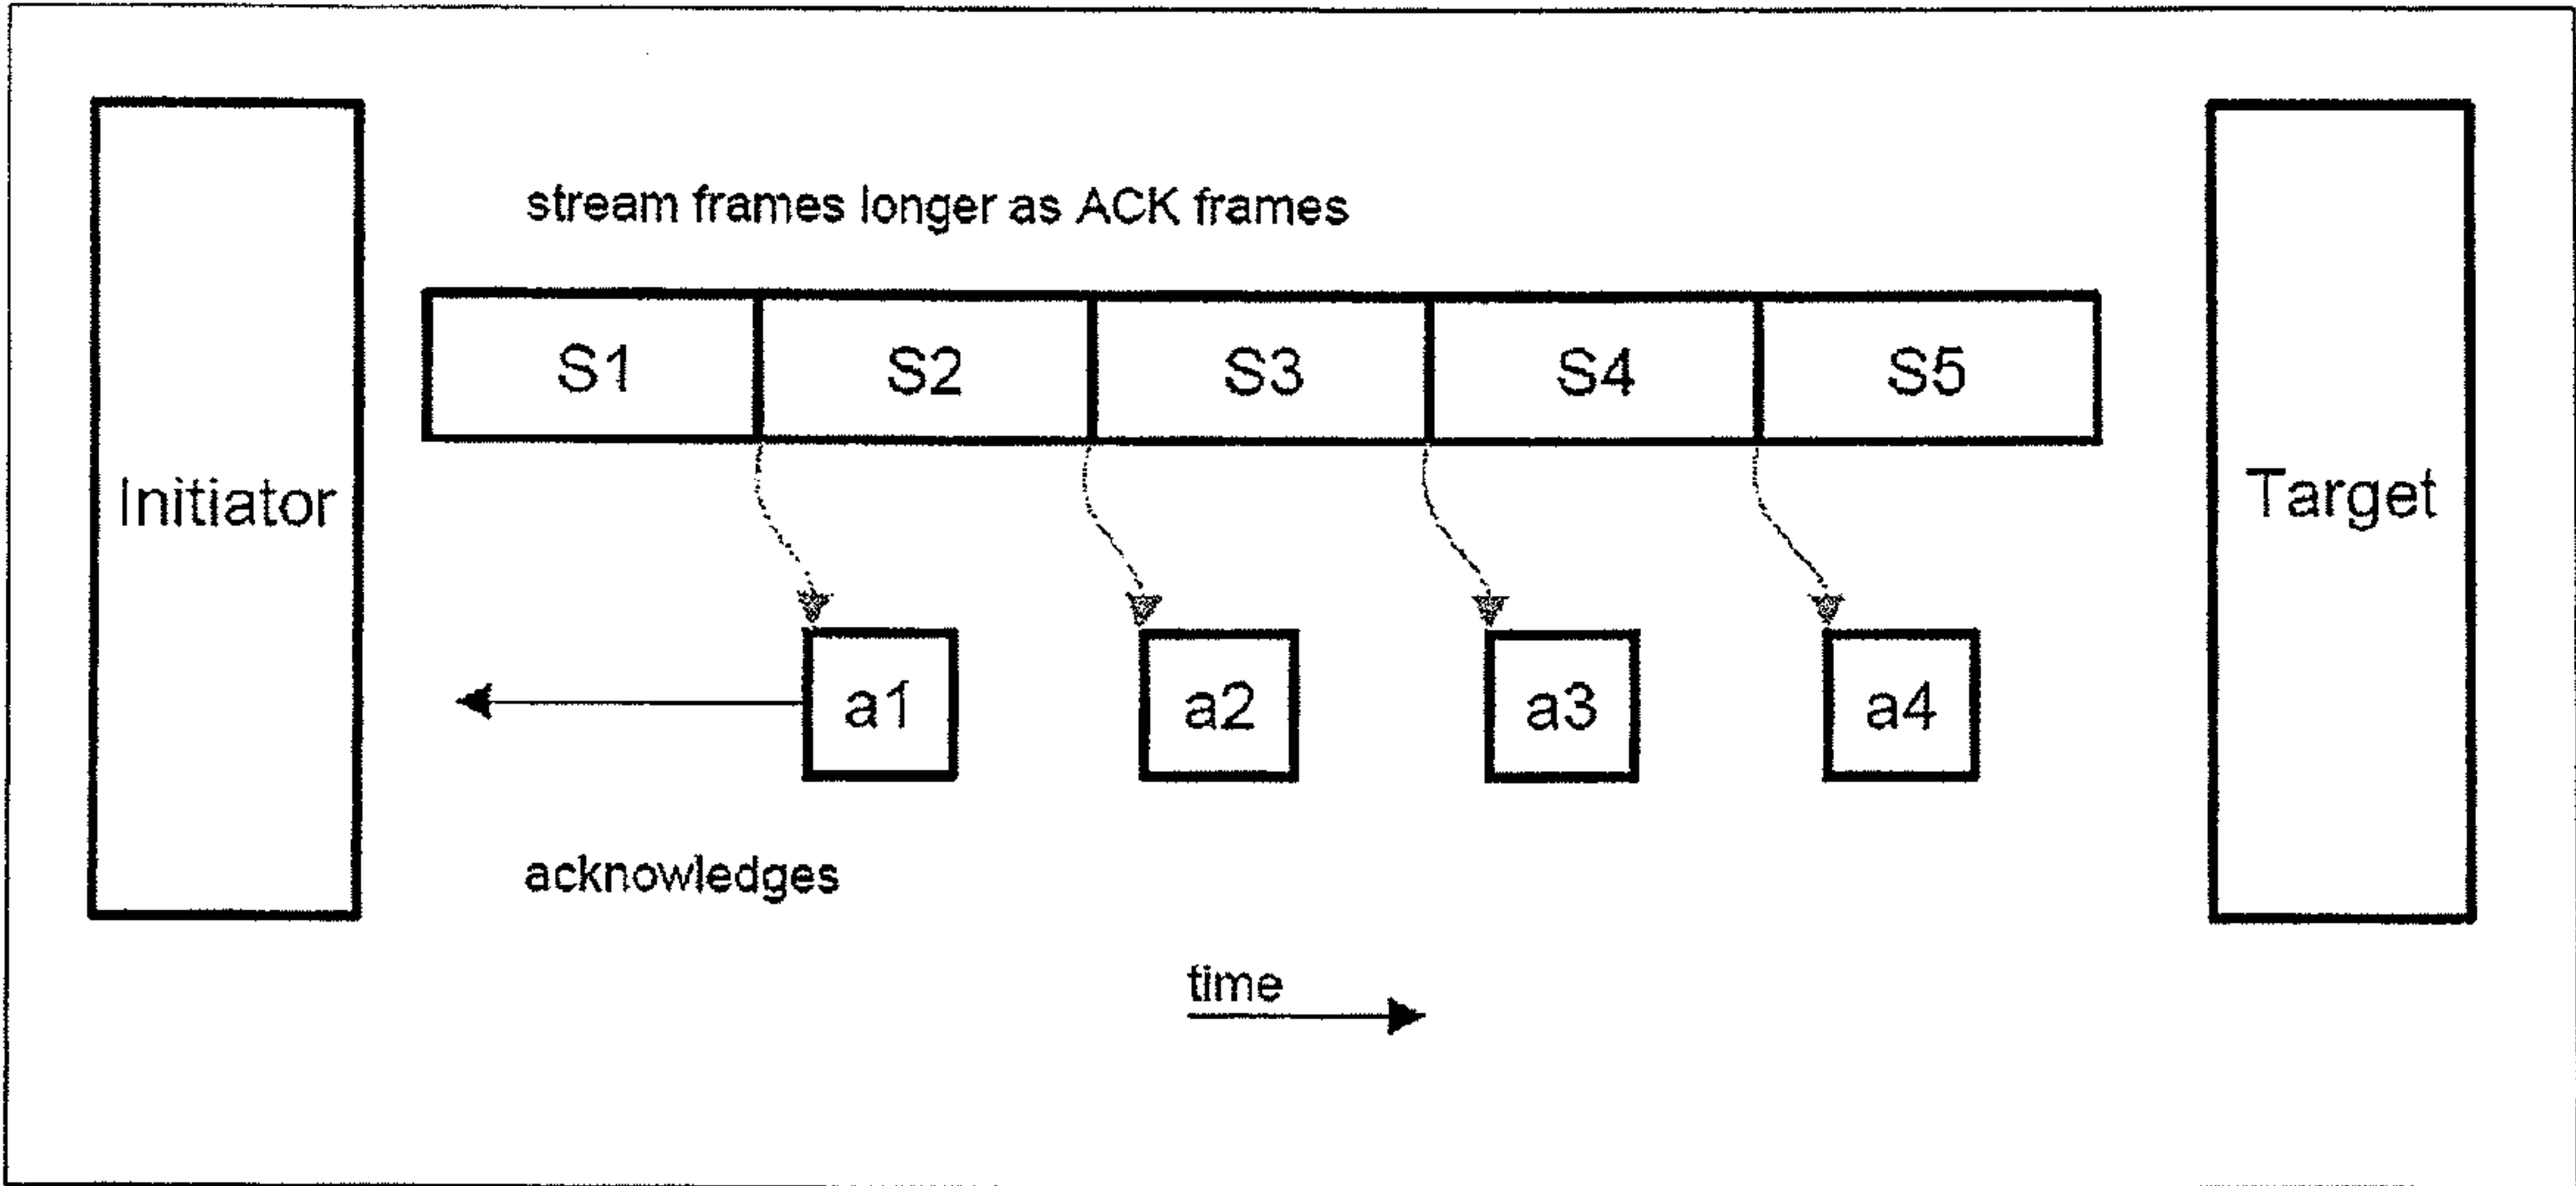 stream frames longer as ACK frames
S1 S2 S3 S4 S5
Initiator
Target
a1 a2 a3 a4
acknowledges
time